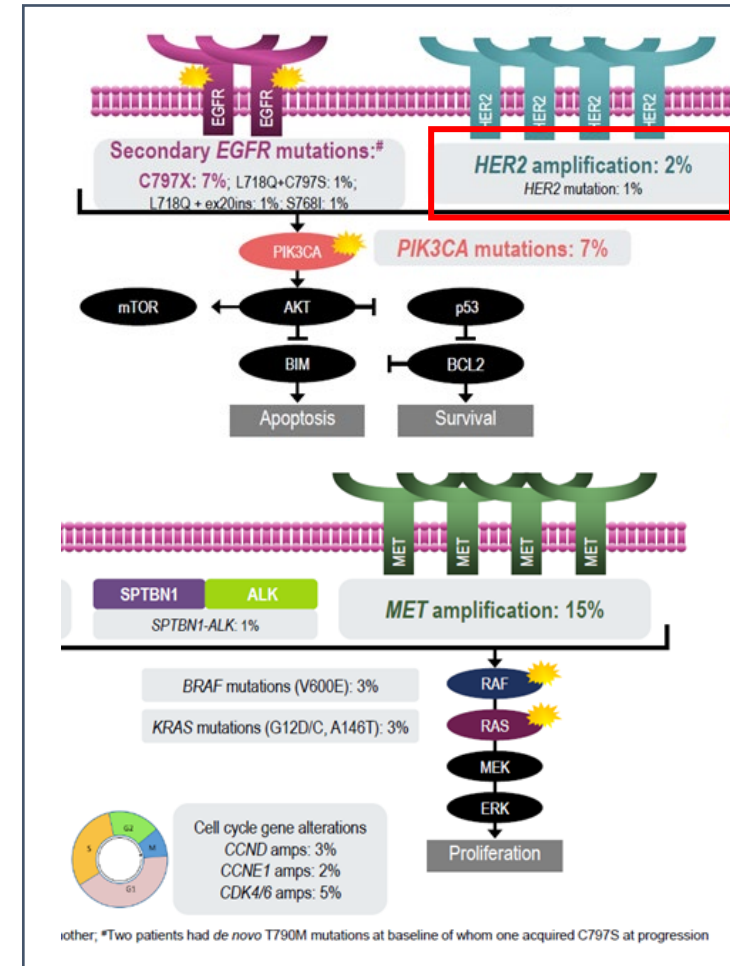 EGFR
EGFR
HER2
HER2
HER2
HER2
Secondary EGFR mutations:#
C797X: 7%; L718Q+C797S: 1%;
L718Q + ex20ins: 1%; S768I: 1%
HER2 amplification: 2%
HER2 mutation: 1%
PIK3CA
PIK3CA mutations: 7%
mTOR
AKT
p53
BIM
BCL2
Apoptosis
Survival
MET
MET
MET
MET
SPTBN1
ALK
SPTBN1-ALK: 1%
MET amplification: 15%
BRAF mutations (V600E): 3%
RAF
KRAS mutations (G12D/C, A146T): 3%
RAS
MEK
ERK
Proliferation
G2
S
M
G1
Cell cycle gene alterations
CCND amps: 3%
CCNE1 amps: 2%
CDK4/6 amps: 5%
other; #Two patients had de novo T790M mutations at baseline of whom one acquired C797S at progression